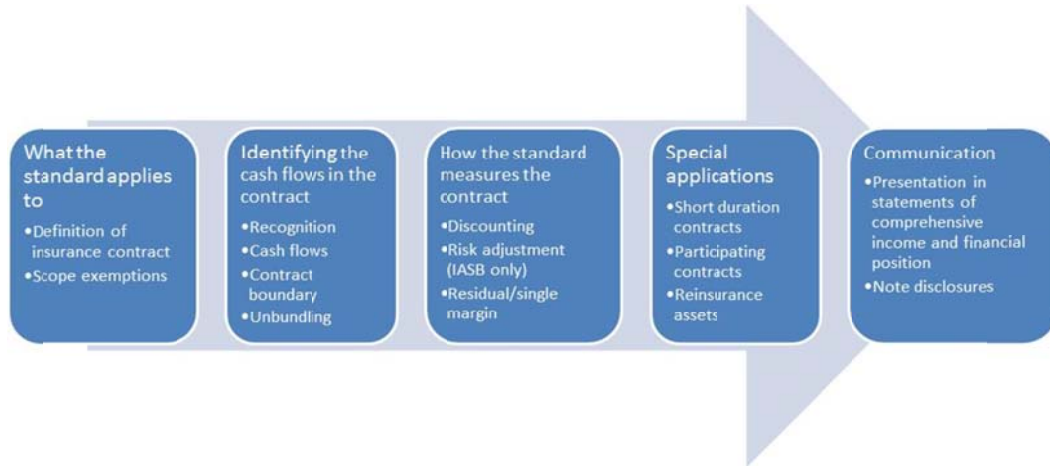 What the
standard applies
to
•Definition of
insurance contract
•Scope exemptions
Identifying the
cash flows in the
contract
•Recognition
•Cash flows
•Contract
boundary
•Unbundling
How the standard
measures the
contract
•Discounting
•Risk adjustment
(IASB only)
•Residual/single
margin
Special
applications
•Short duration
contracts
•Participating
contracts
•Reinsurance
assets
Communication
•Presentation in
statements of
comprehensive
income and financial
position
•Note disclosures